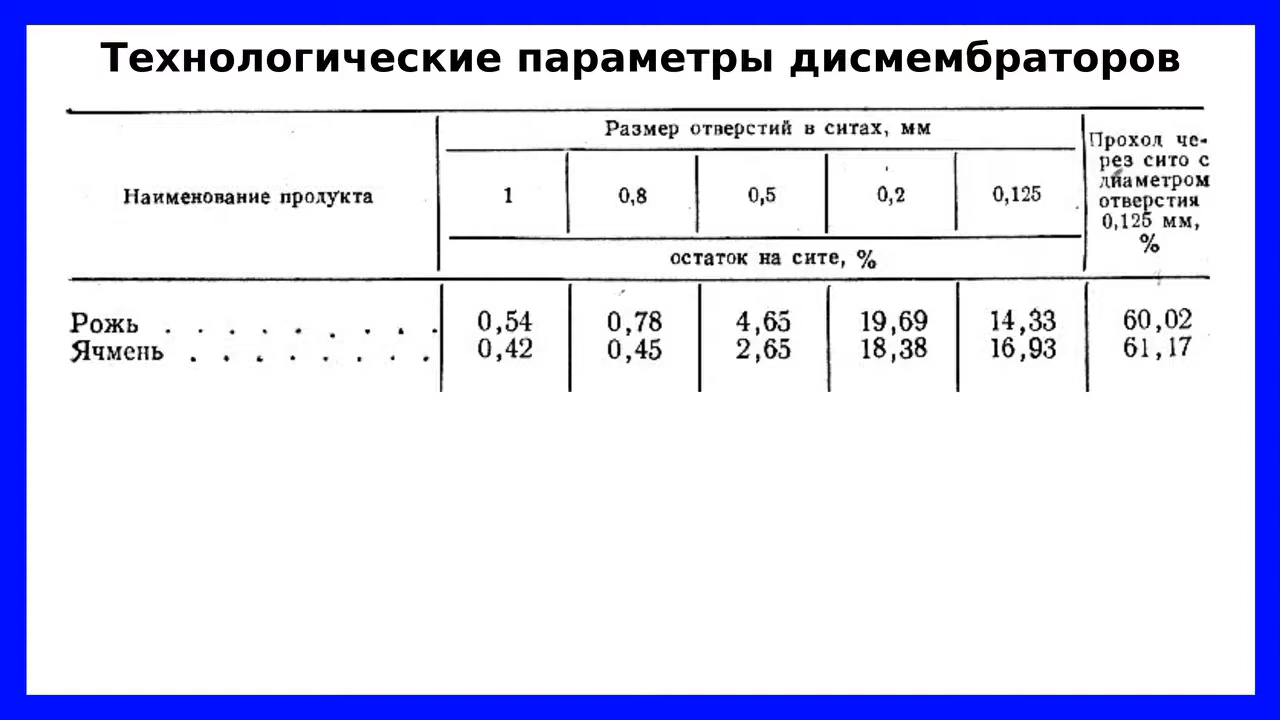 Технологические параметры дисмембраторов
Размер отверстий в ситах, мм
Наименование продукта
1 0,8 0,5 0,2 0,125
Проход че-
рез сито с
диаметром
отверстия
0,125 мм,
%
остаток на сите, %
Рожь . . . . . . . . . 0,54 0,78 4,65 19,69 14,33 60,02
Ячмень . . . . . . . . 0,42 0,45 2,65 18,38 16,93 61,17